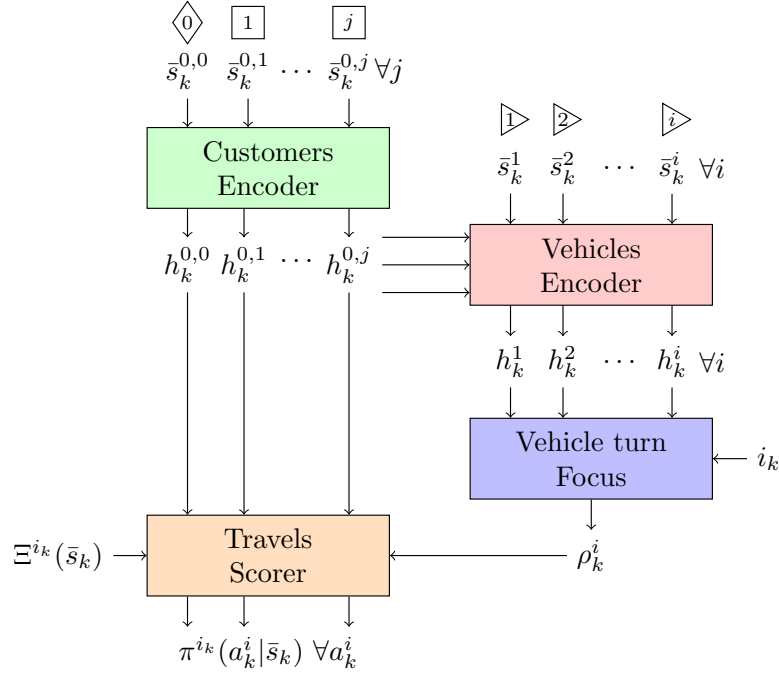 0 1 j
s̄_k^{0,0} s̄_k^{0,1} ⋯ s̄_k^{0,j} ∀j
Customers
Encoder
1 2 i
s̄_k^1 s̄_k^2 ⋯ s̄_k^i ∀i
h_k^{0,0} h_k^{0,1} ⋯ h_k^{0,j}
Vehicles
Encoder
h_k^1 h_k^2 ⋯ h_k^i ∀i
Vehicle turn
Focus
i_k
Ξ^{i_k}(s̄_k)
Travels
Scorer
ρ_k^i
π^{i_k}(a_k^i|s̄_k) ∀a_k^i